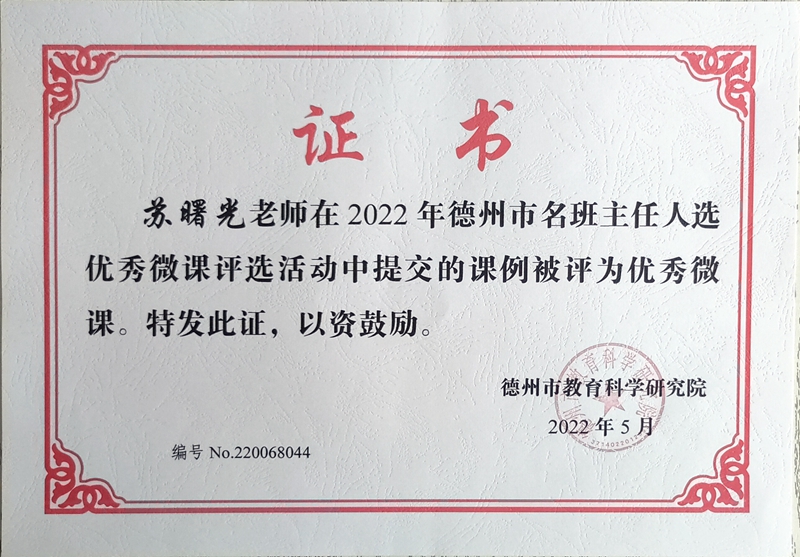 证 书
苏曙光老师在2022年德州市名班主任人选
优秀微课评选活动中提交的课例被评为优秀微
课。特发此证，以资鼓励。
德州市教育科学研究院
2022年5月
编号 No.220068044